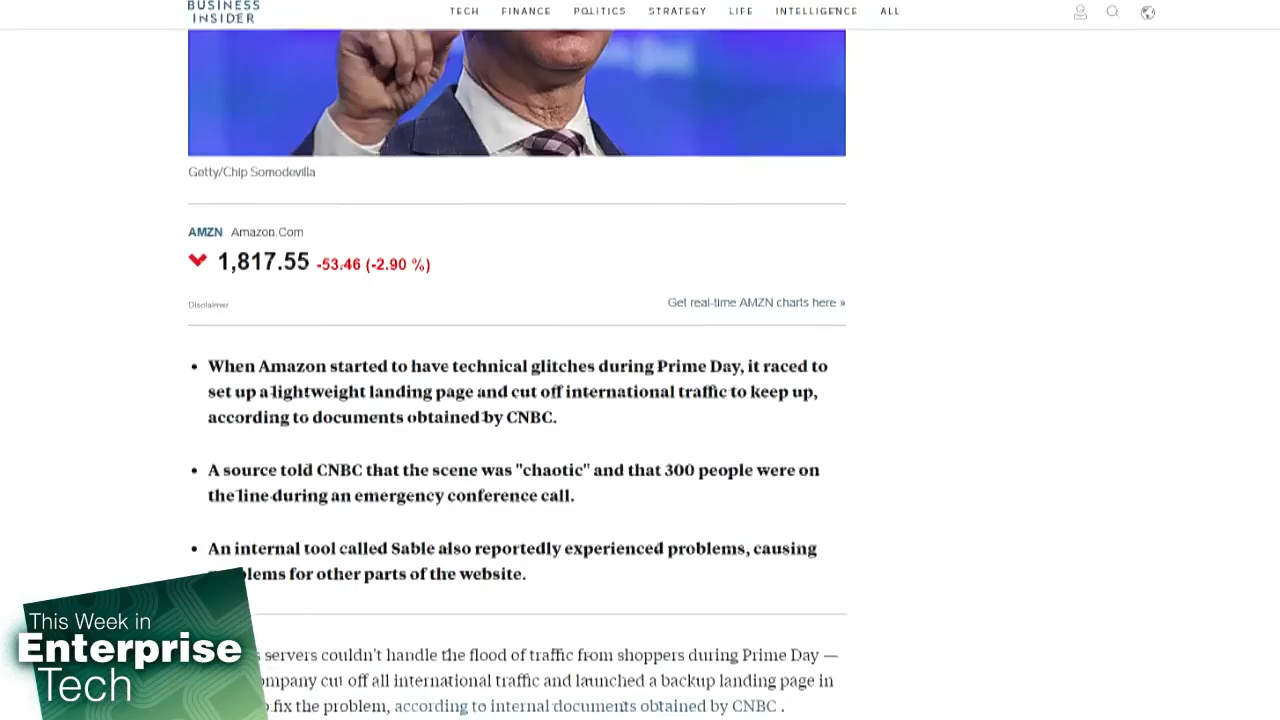 BUSINESS
INSIDER
TECH FINANCE POLITICS STRATEGY LIFE INTELLIGENCE ALL
Getty/Chip Somodevilla
AMZN Amazon.Com
1,817.55 -53.46 (-2.90 %)
Disclaimer
Get real-time AMZN charts here »
• When Amazon started to have technical glitches during Prime Day, it raced to
set up a lightweight landing page and cut off international traffic to keep up,
according to documents obtained by CNBC.
• A source told CNBC that the scene was "chaotic" and that 300 people were on
the line during an emergency conference call.
• An internal tool called Sable also reportedly experienced problems, causing
lems for other parts of the website.
servers couldn't handle the flood of traffic from shoppers during Prime Day —
ompany cut off all international traffic and launched a backup landing page in
fix the problem, according to internal documents obtained by CNBC .
This Week in
Enterprise
Tech